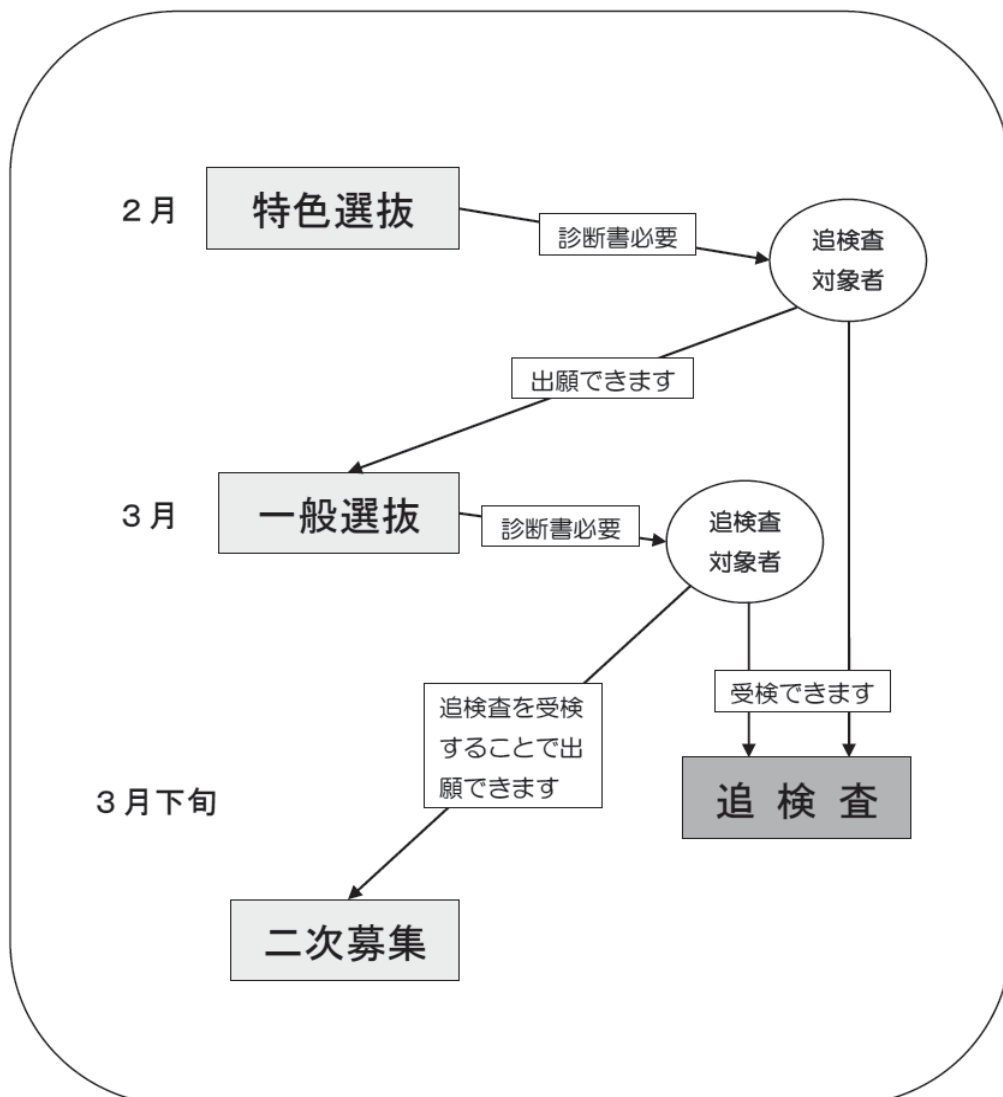 2月
特色選抜
診断書必要
追検査
対象者
出願できます
3月
一般選抜
診断書必要
追検査
対象者
受検できます
追検査を受検
することで出
願できます
3月下旬
追検査
二次募集